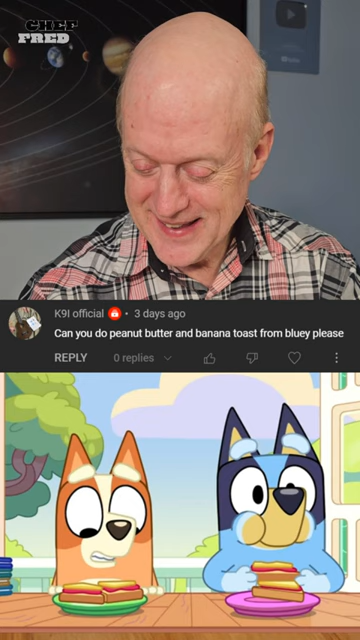 CHEF
FRED
K9I official • 3 days ago
Can you do peanut butter and banana toast from bluey please
REPLY 0 replies